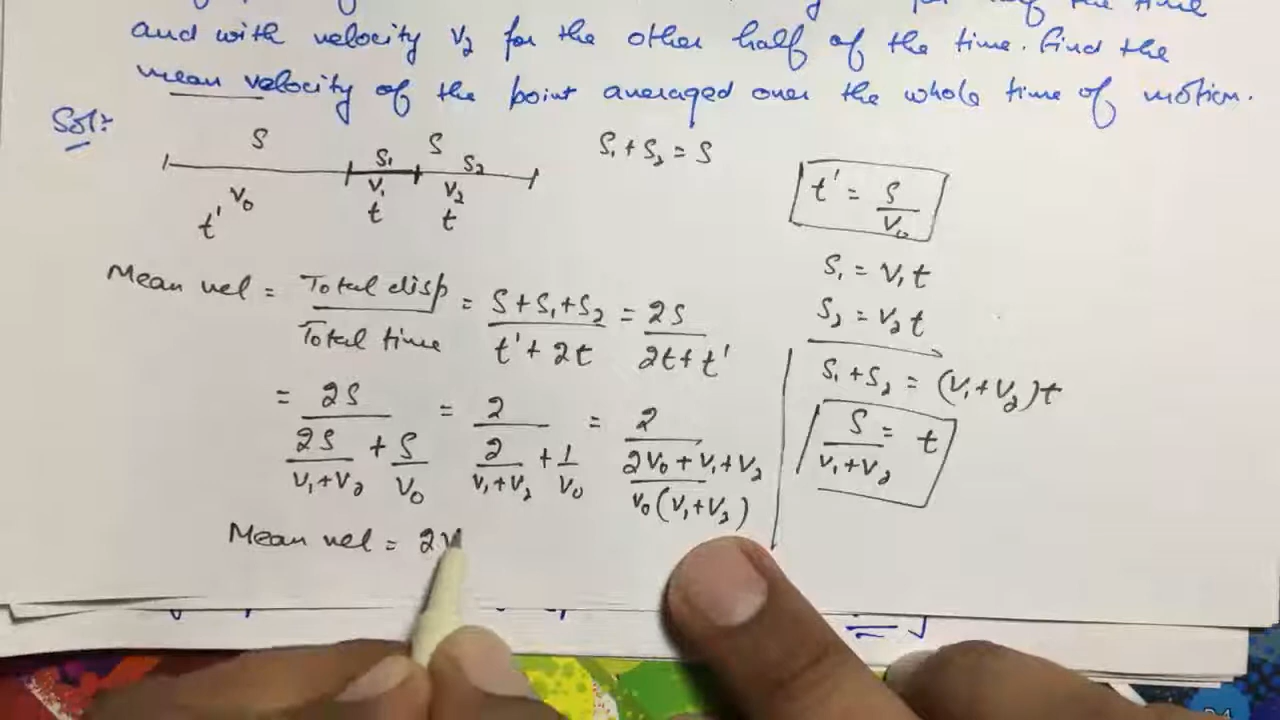 half the time
and with velocity V₂ for the other half of the time. Find the
mean velocity of the point averaged over the whole time of motion.
Sol:
S S₁ S S₂
V₀ V₁ V₂
t' t t
S₁ + S₂ = S
t' = S/V₀
S₁ = V₁t
S₂ = V₂t
S₁ + S₂ = (V₁+V₂)t
S/(V₁+V₂) = t
Mean vel = Total disp/Total time = (S+S₁+S₂)/(t'+2t) = 2S/(2t+t')
= 2S/(2S/(V₁+V₂) + S/V₀) = 2/(2/(V₁+V₂) + 1/V₀) = 2/((2V₀+V₁+V₂)/(V₀(V₁+V₂)))
Mean vel = 2V